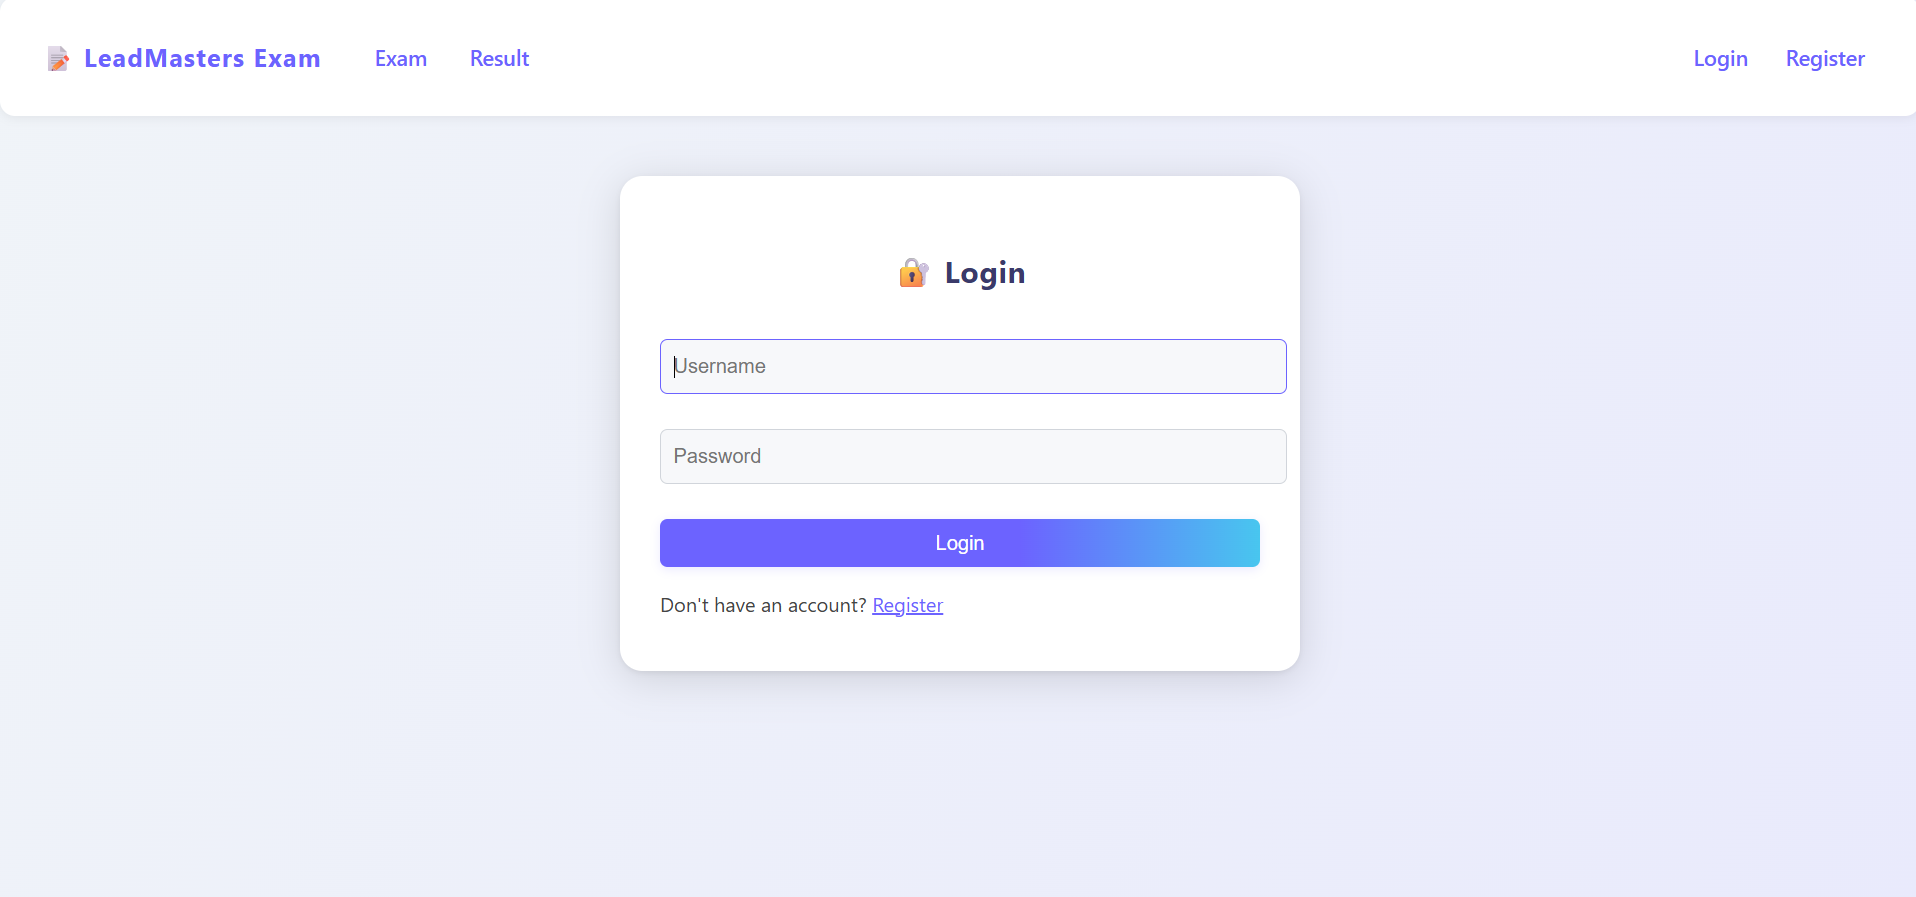 LeadMasters Exam Exam Result Login Register
Login
Username
Password
Login
Don't have an account? Register